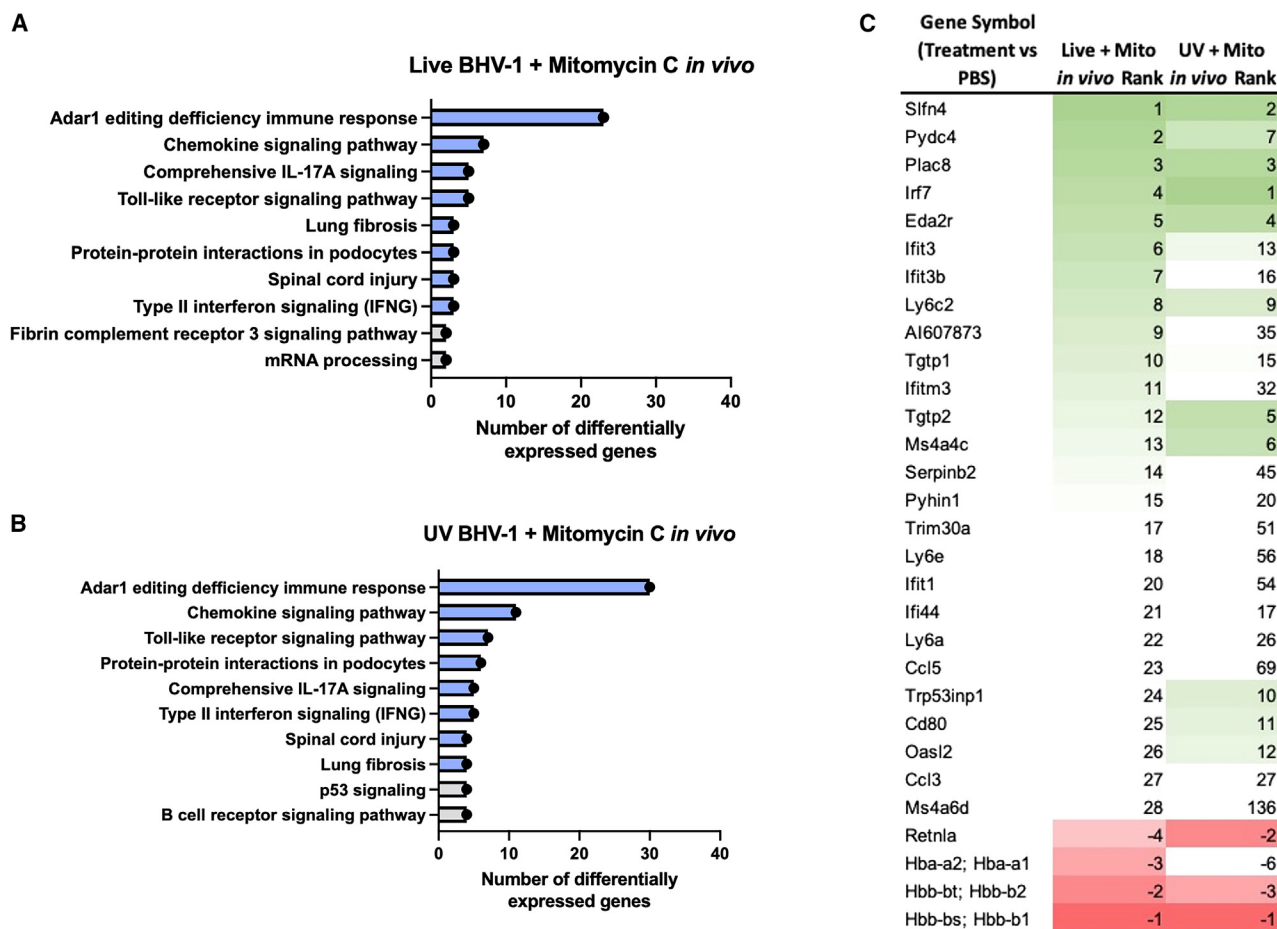 A
Live BHV-1 + Mitomycin C in vivo
Adar1 editing defficiency immune response
Chemokine signaling pathway
Comprehensive IL-17A signaling
Toll-like receptor signaling pathway
Lung fibrosis
Protein-protein interactions in podocytes
Spinal cord injury
Type II interferon signaling (IFNG)
Fibrin complement receptor 3 signaling pathway
mRNA processing
0 10 20 30 40
Number of differentially
expressed genes
B
UV BHV-1 + Mitomycin C in vivo
Adar1 editing defficiency immune response
Chemokine signaling pathway
Toll-like receptor signaling pathway
Protein-protein interactions in podocytes
Comprehensive IL-17A signaling
Type II interferon signaling (IFNG)
Spinal cord injury
Lung fibrosis
p53 signaling
B cell receptor signaling pathway
0 10 20 30 40
Number of differentially
expressed genes
C
Gene Symbol
(Treatment vs Live + Mito UV + Mito
PBS) in vivo Rank in vivo Rank
Slfn4 1 2
Pydc4 2 7
Plac8 3 3
Irf7 4 1
Eda2r 5 4
Ifit3 6 13
Ifit3b 7 16
Ly6c2 8 9
AI607873 9 35
Tgtp1 10 15
Ifitm3 11 32
Tgtp2 12 5
Ms4a4c 13 6
Serpinb2 14 45
Pyhin1 15 20
Trim30a 17 51
Ly6e 18 56
Ifit1 20 54
Ifi44 21 17
Ly6a 22 26
Ccl5 23 69
Trp53inp1 24 10
Cd80 25 11
Oasl2 26 12
Ccl3 27 27
Ms4a6d 28 136
Retnla -4 -2
Hba-a2; Hba-a1 -3 -6
Hbb-bt; Hbb-b2 -2 -3
Hbb-bs; Hbb-b1 -1 -1